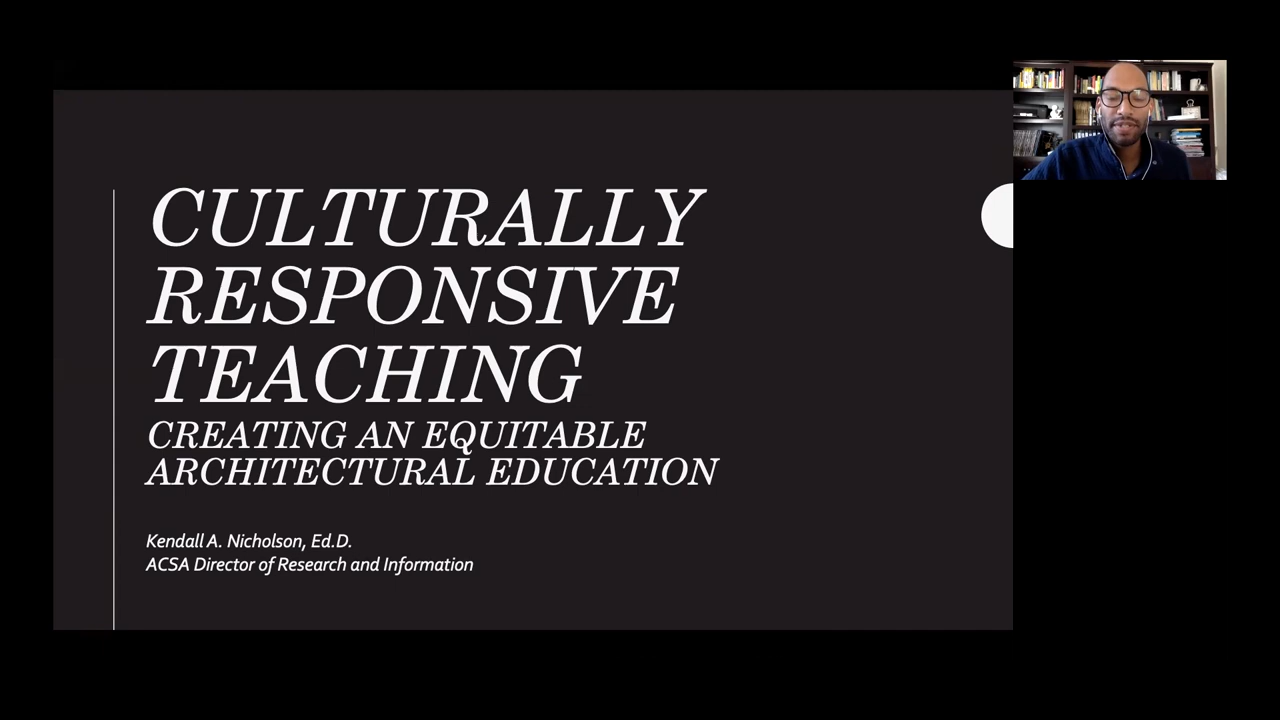 CULTURALLY
RESPONSIVE
TEACHING
CREATING AN EQUITABLE
ARCHITECTURAL EDUCATION
Kendall A. Nicholson, Ed.D.
ACSA Director of Research and Information